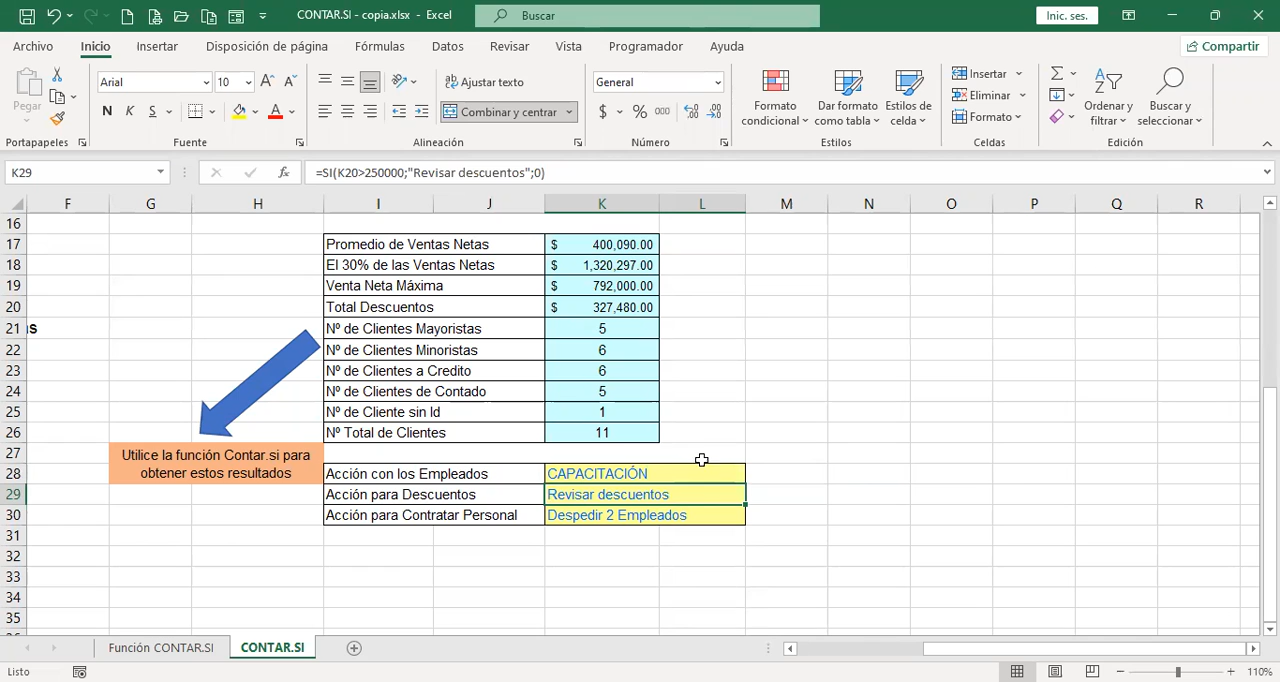 CONTAR.SI - copia.xlsx - Excel
Buscar
Inic. ses.
Archivo Inicio Insertar Disposición de página Fórmulas Datos Revisar Vista Programador Ayuda
Compartir
Pegar
Portapapeles
Arial 10
N K S
Fuente
Ajustar texto
Combinar y centrar
Alineación
General
$ % 000
Número
Formato condicional
Dar formato como tabla
Estilos de celda
Estilos
Insertar
Eliminar
Formato
Celdas
Ordenar y filtrar
Buscar y seleccionar
Edición
K29 fx =SI(K20>250000;"Revisar descuentos";0)
F G H I J K L M N O P Q R
16
17 Promedio de Ventas Netas $ 400,090.00
18 El 30% de las Ventas Netas $ 1,320,297.00
19 Venta Neta Máxima $ 792,000.00
20 Total Descuentos $ 327,480.00
21 Nº de Clientes Mayoristas 5
22 Nº de Clientes Minoristas 6
23 Nº de Clientes a Credito 6
24 Nº de Clientes de Contado 5
25 Nº de Cliente sin Id 1
26 Nº Total de Clientes 11
27
Utilice la función Contar.si para
obtener estos resultados
28 Acción con los Empleados CAPACITACIÓN
29 Acción para Descuentos Revisar descuentos
30 Acción para Contratar Personal Despedir 2 Empleados
31
32
33
34
35
Función CONTAR.SI CONTAR.SI
Listo
110%